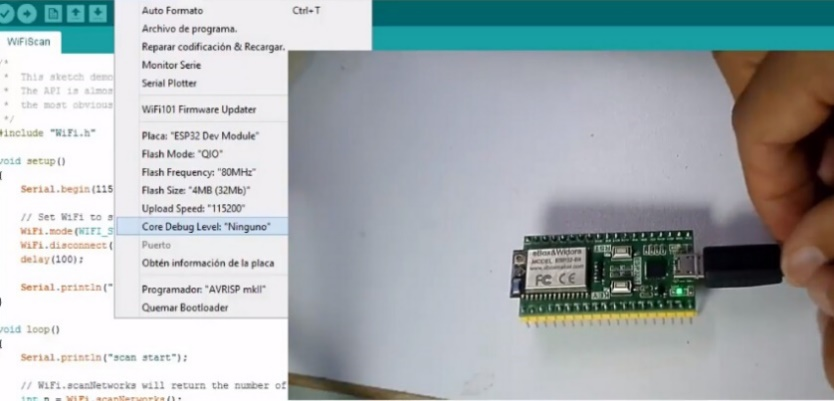 WiFiScan
Auto Formato Ctrl+T
Archivo de programa.
Reparar codificación & Recargar.
Monitor Serie
Serial Plotter
WiFi101 Firmware Updater
Placa: "ESP32 Dev Module"
Flash Mode: "QIO"
Flash Frequency: "80MHz"
Flash Size: "4MB (32Mb)"
Upload Speed: "115200"
Core Debug Level: "Ninguno"
Puerto
Obtén información de la placa
Programador: "AVRISP mkII"
Quemar Bootloader
/*
* This sketch demo
* The API is almos
* the most obvious
*/
#include "WiFi.h"
void setup()
{
Serial.begin(115
// Set WiFi to s
WiFi.mode(WIFI_S
WiFi.disconnect(
delay(100);
Serial.println("
}
void loop()
{
Serial.println("scan start");
// WiFi.scanNetworks will return the number of
int n = WiFi.scanNetworks();
MODEL
FC CE